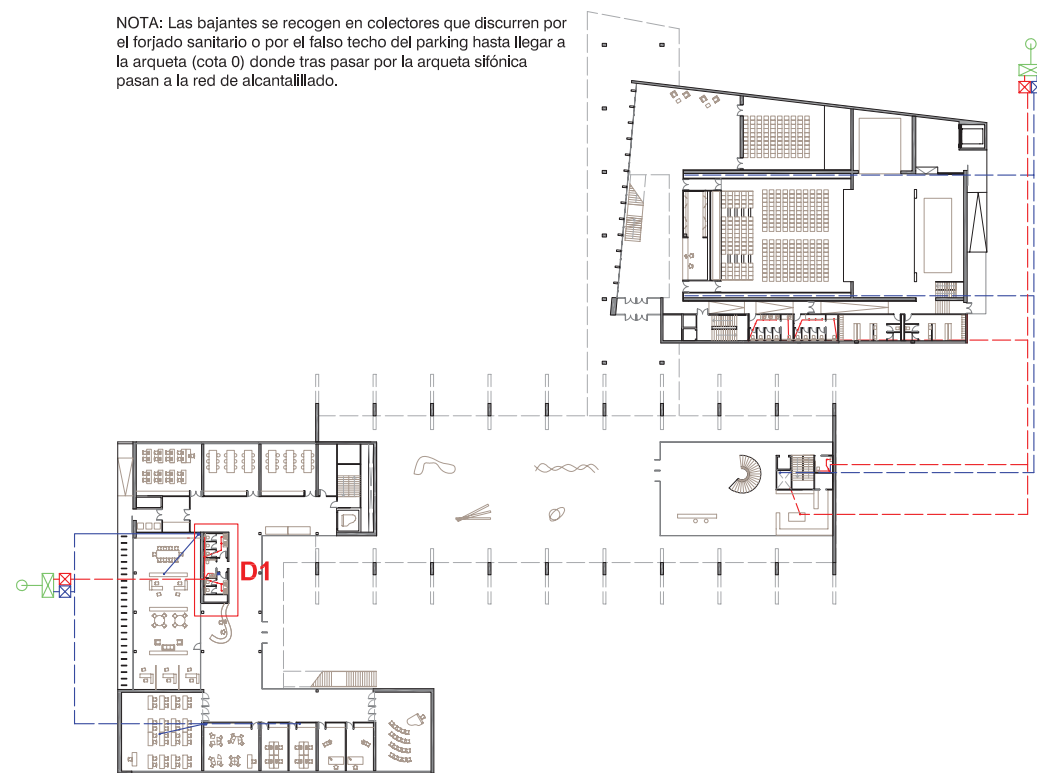 NOTA: Las bajantes se recogen en colectores que discurren por
el forjado sanitario o por el falso techo del parking hasta llegar a
la arqueta (cota 0) donde tras pasar por la arqueta sifónica
pasan a la red de alcantalillado.
D1